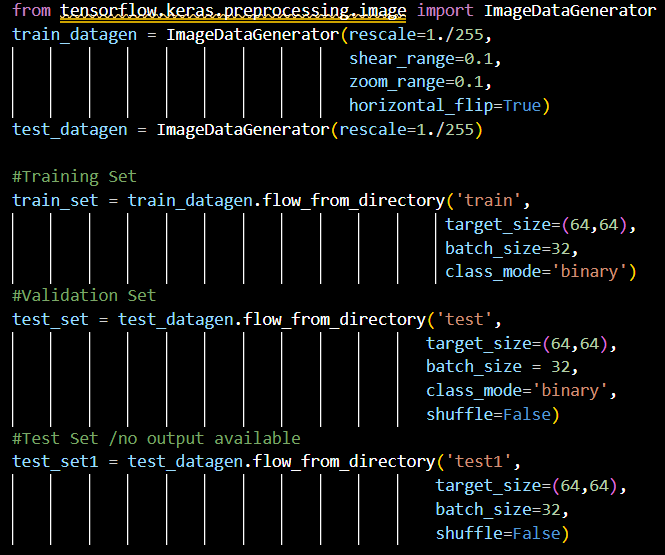 from tensorflow.keras.preprocessing.image import ImageDataGenerator
train_datagen = ImageDataGenerator(rescale=1./255,
shear_range=0.1,
zoom_range=0.1,
horizontal_flip=True)
test_datagen = ImageDataGenerator(rescale=1./255)
#Training Set
train_set = train_datagen.flow_from_directory('train',
target_size=(64,64),
batch_size=32,
class_mode='binary')
#Validation Set
test_set = test_datagen.flow_from_directory('test',
target_size=(64,64),
batch_size = 32,
class_mode='binary',
shuffle=False)
#Test Set /no output available
test_set1 = test_datagen.flow_from_directory('test1',
target_size=(64,64),
batch_size=32,
shuffle=False)